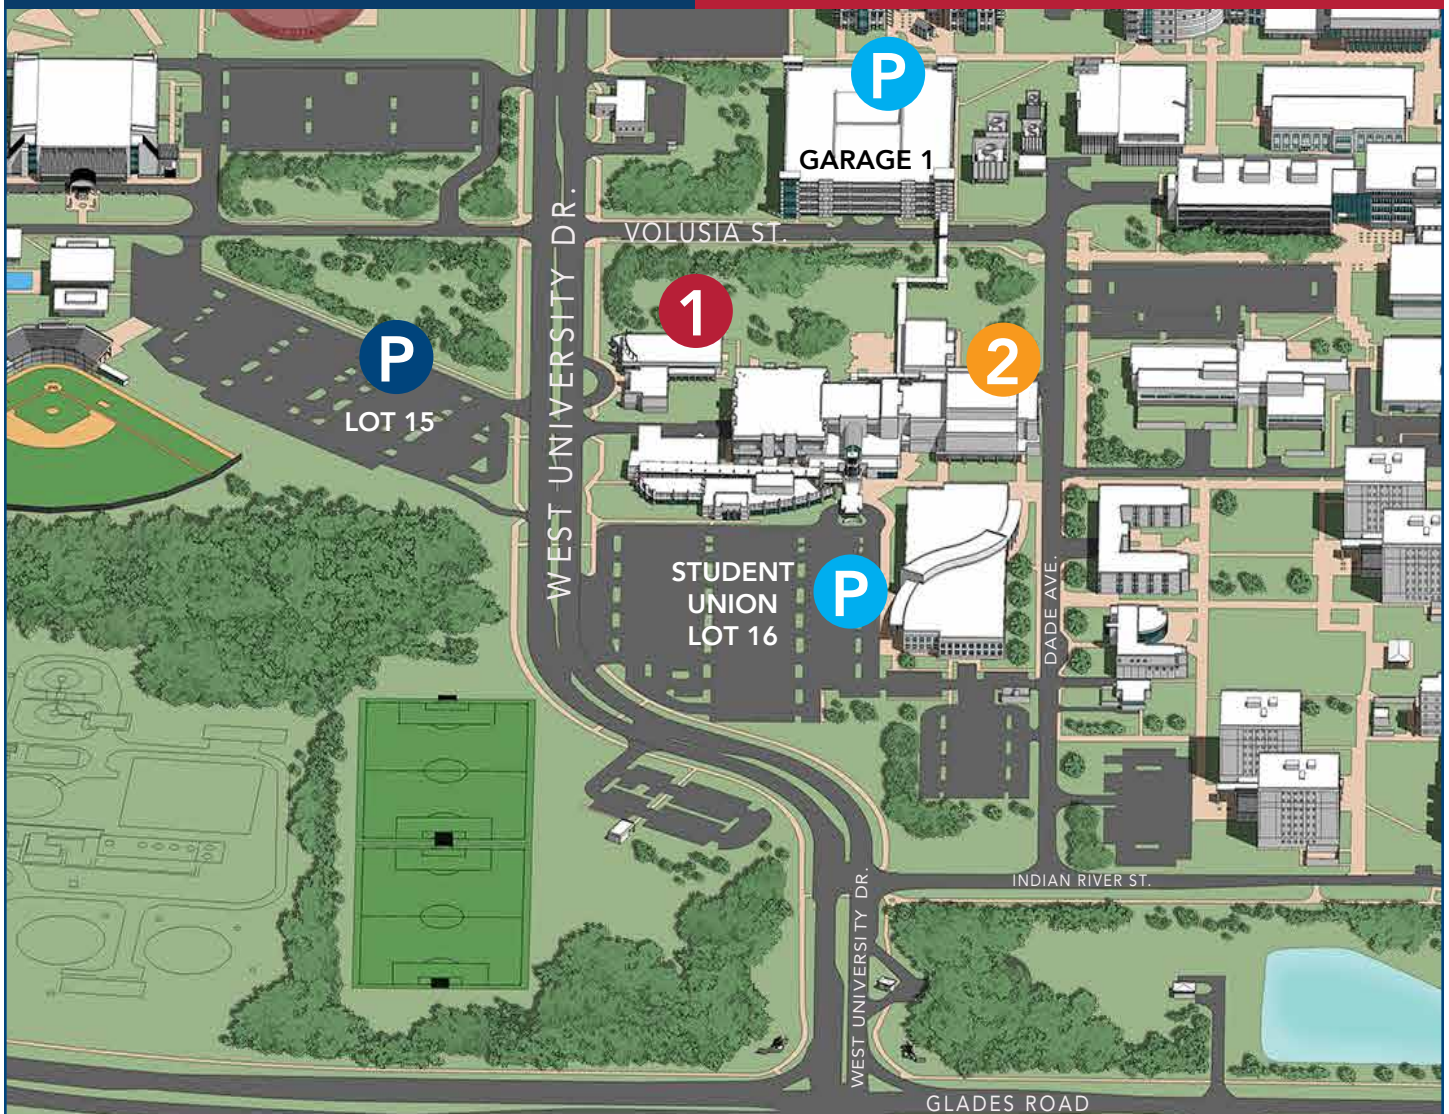 P
GARAGE 1
VOLUSIA ST.
WEST UNIVERSITY DR.
1
P
LOT 15
2
STUDENT
UNION
LOT 16
P
DADE AVE.
INDIAN RIVER ST.
WEST UNIVERSITY DR.
GLADES ROAD